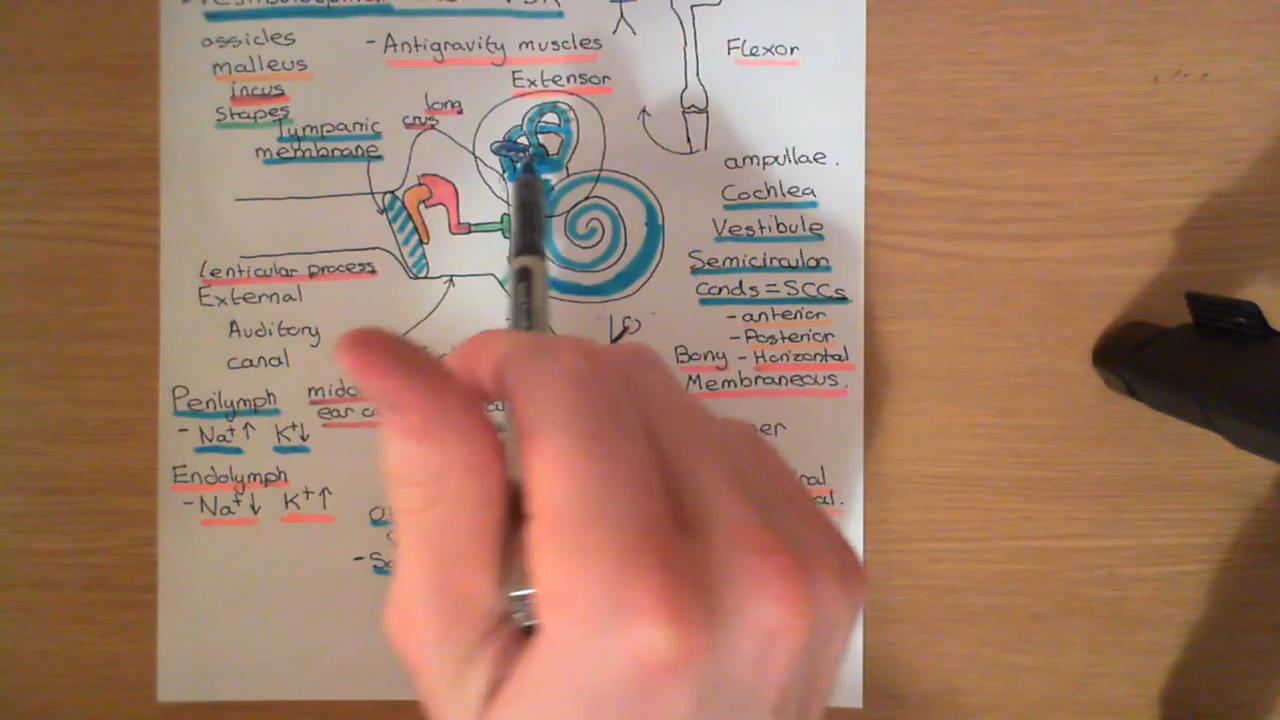 ossicles
malleus
incus
Stapes
- Antigravity muscles
Extensor
Flexor
long
crus
Tympanic
membrane
ampullae.
Cochlea
Vestibule
Semicircular
canals = SCCs
- anterior
- Posterior
Bony - Horizontal
Membraneous.
Lenticular process
External
Auditory
canal
Perilymph
- Na+↑ K+↓
Endolymph
- Na+↓ K+↑
ear